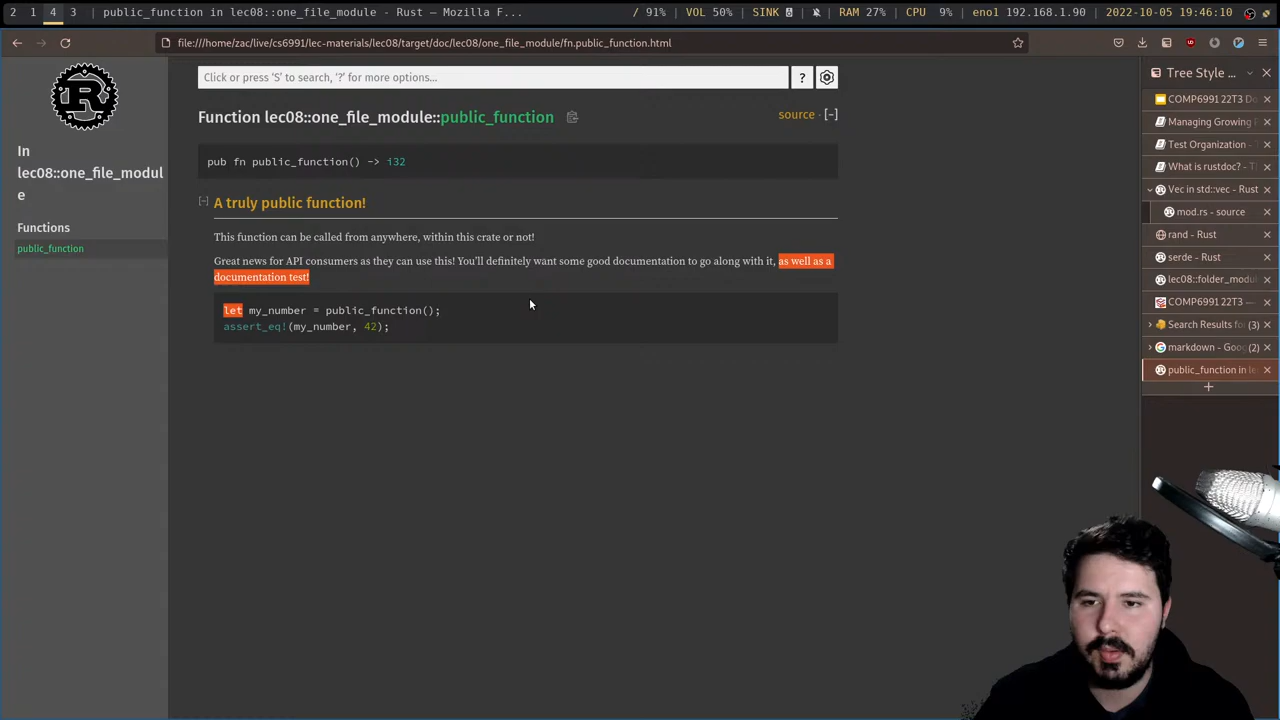 2 1 4 3 | public_function in lec08::one_file_module - Rust — Mozilla F...
/ 91%| VOL 50% | SINK | | RAM 27% | CPU 9%| eno1 192.168.1.90 | 2022-10-05 19:46:10
file:///home/zac/live/cs6991/lec-materials/lec08/target/doc/lec08/one_file_module/fn.public_function.html
Tree Style ...
In
lec08::one_file_modul
e
Functions
public_function
Click or press ‘S’ to search, ‘?’ for more options...
?
Function lec08::one_file_module::public_function
source · [-]
pub fn public_function() -> i32
[-] A truly public function!
This function can be called from anywhere, within this crate or not!
Great news for API consumers as they can use this! You’ll definitely want some good documentation to go along with it, as well as a
documentation test!
let my_number = public_function();
assert_eq!(my_number, 42);
COMP6991 22T3 Do
Managing Growing
Test Organization -
What is rustdoc? - T
Vec in std::vec - Rust
mod.rs - source
rand - Rust
serde - Rust
lec08::folder_modu
COMP6991 22T3 —
Search Results fo (3)
markdown - Goo (2)
public_function in le
+